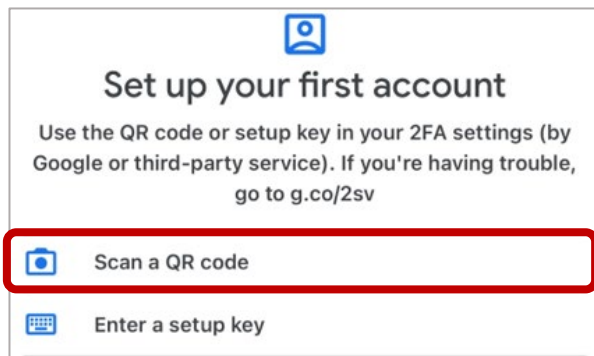 Set up your first account
Use the QR code or setup key in your 2FA settings (by
Google or third-party service). If you're having trouble,
go to g.co/2sv
Scan a QR code
Enter a setup key